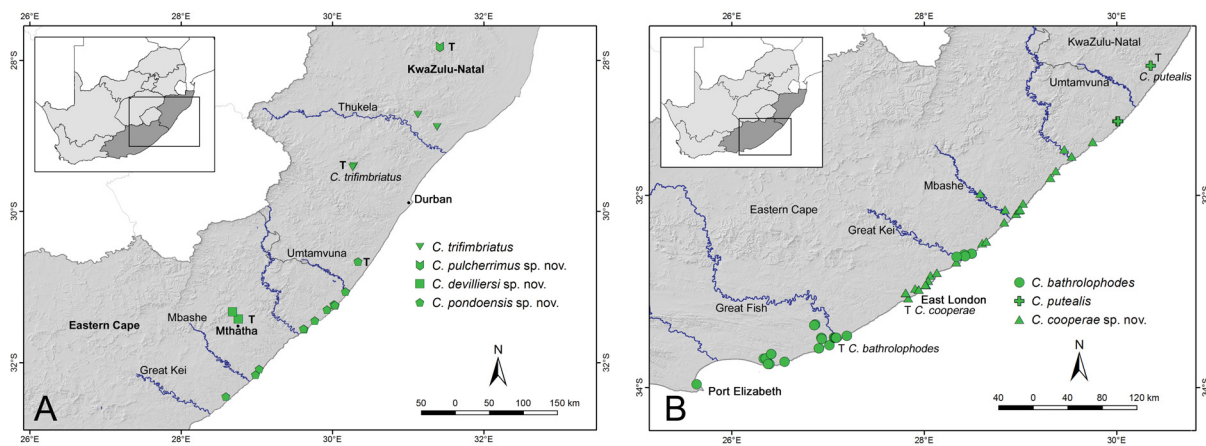 26°E
28°E
30°E
32°E
28°S
T
KwaZulu-Natal
Thukela
T
C. trifimbriatus
Durban
30°S
30°S
C. trifimbriatus
C. pulcherrimus sp. nov.
C. devilliersi sp. nov.
C. pondoensis sp. nov.
Umtamvuna
T
Eastern Cape
Mbashe
T
Mthatha
Great Kei
32°S
32°S
N
A
50 0 50 100 150 km
28°E
30°E
32°E
26°E
28°E
30°E
KwaZulu-Natal
T
C. putealis
Umtamvuna
Mbashe
32°S
32°S
Eastern Cape
Great Kei
C. bathrolophodes
C. putealis
C. cooperae sp. nov.
East London
T C. cooperae
Great Fish
T C. bathrolophodes
Port Elizabeth
34°S
34°S
N
B
40 0 40 80 120 km
26°E
28°E
30°E